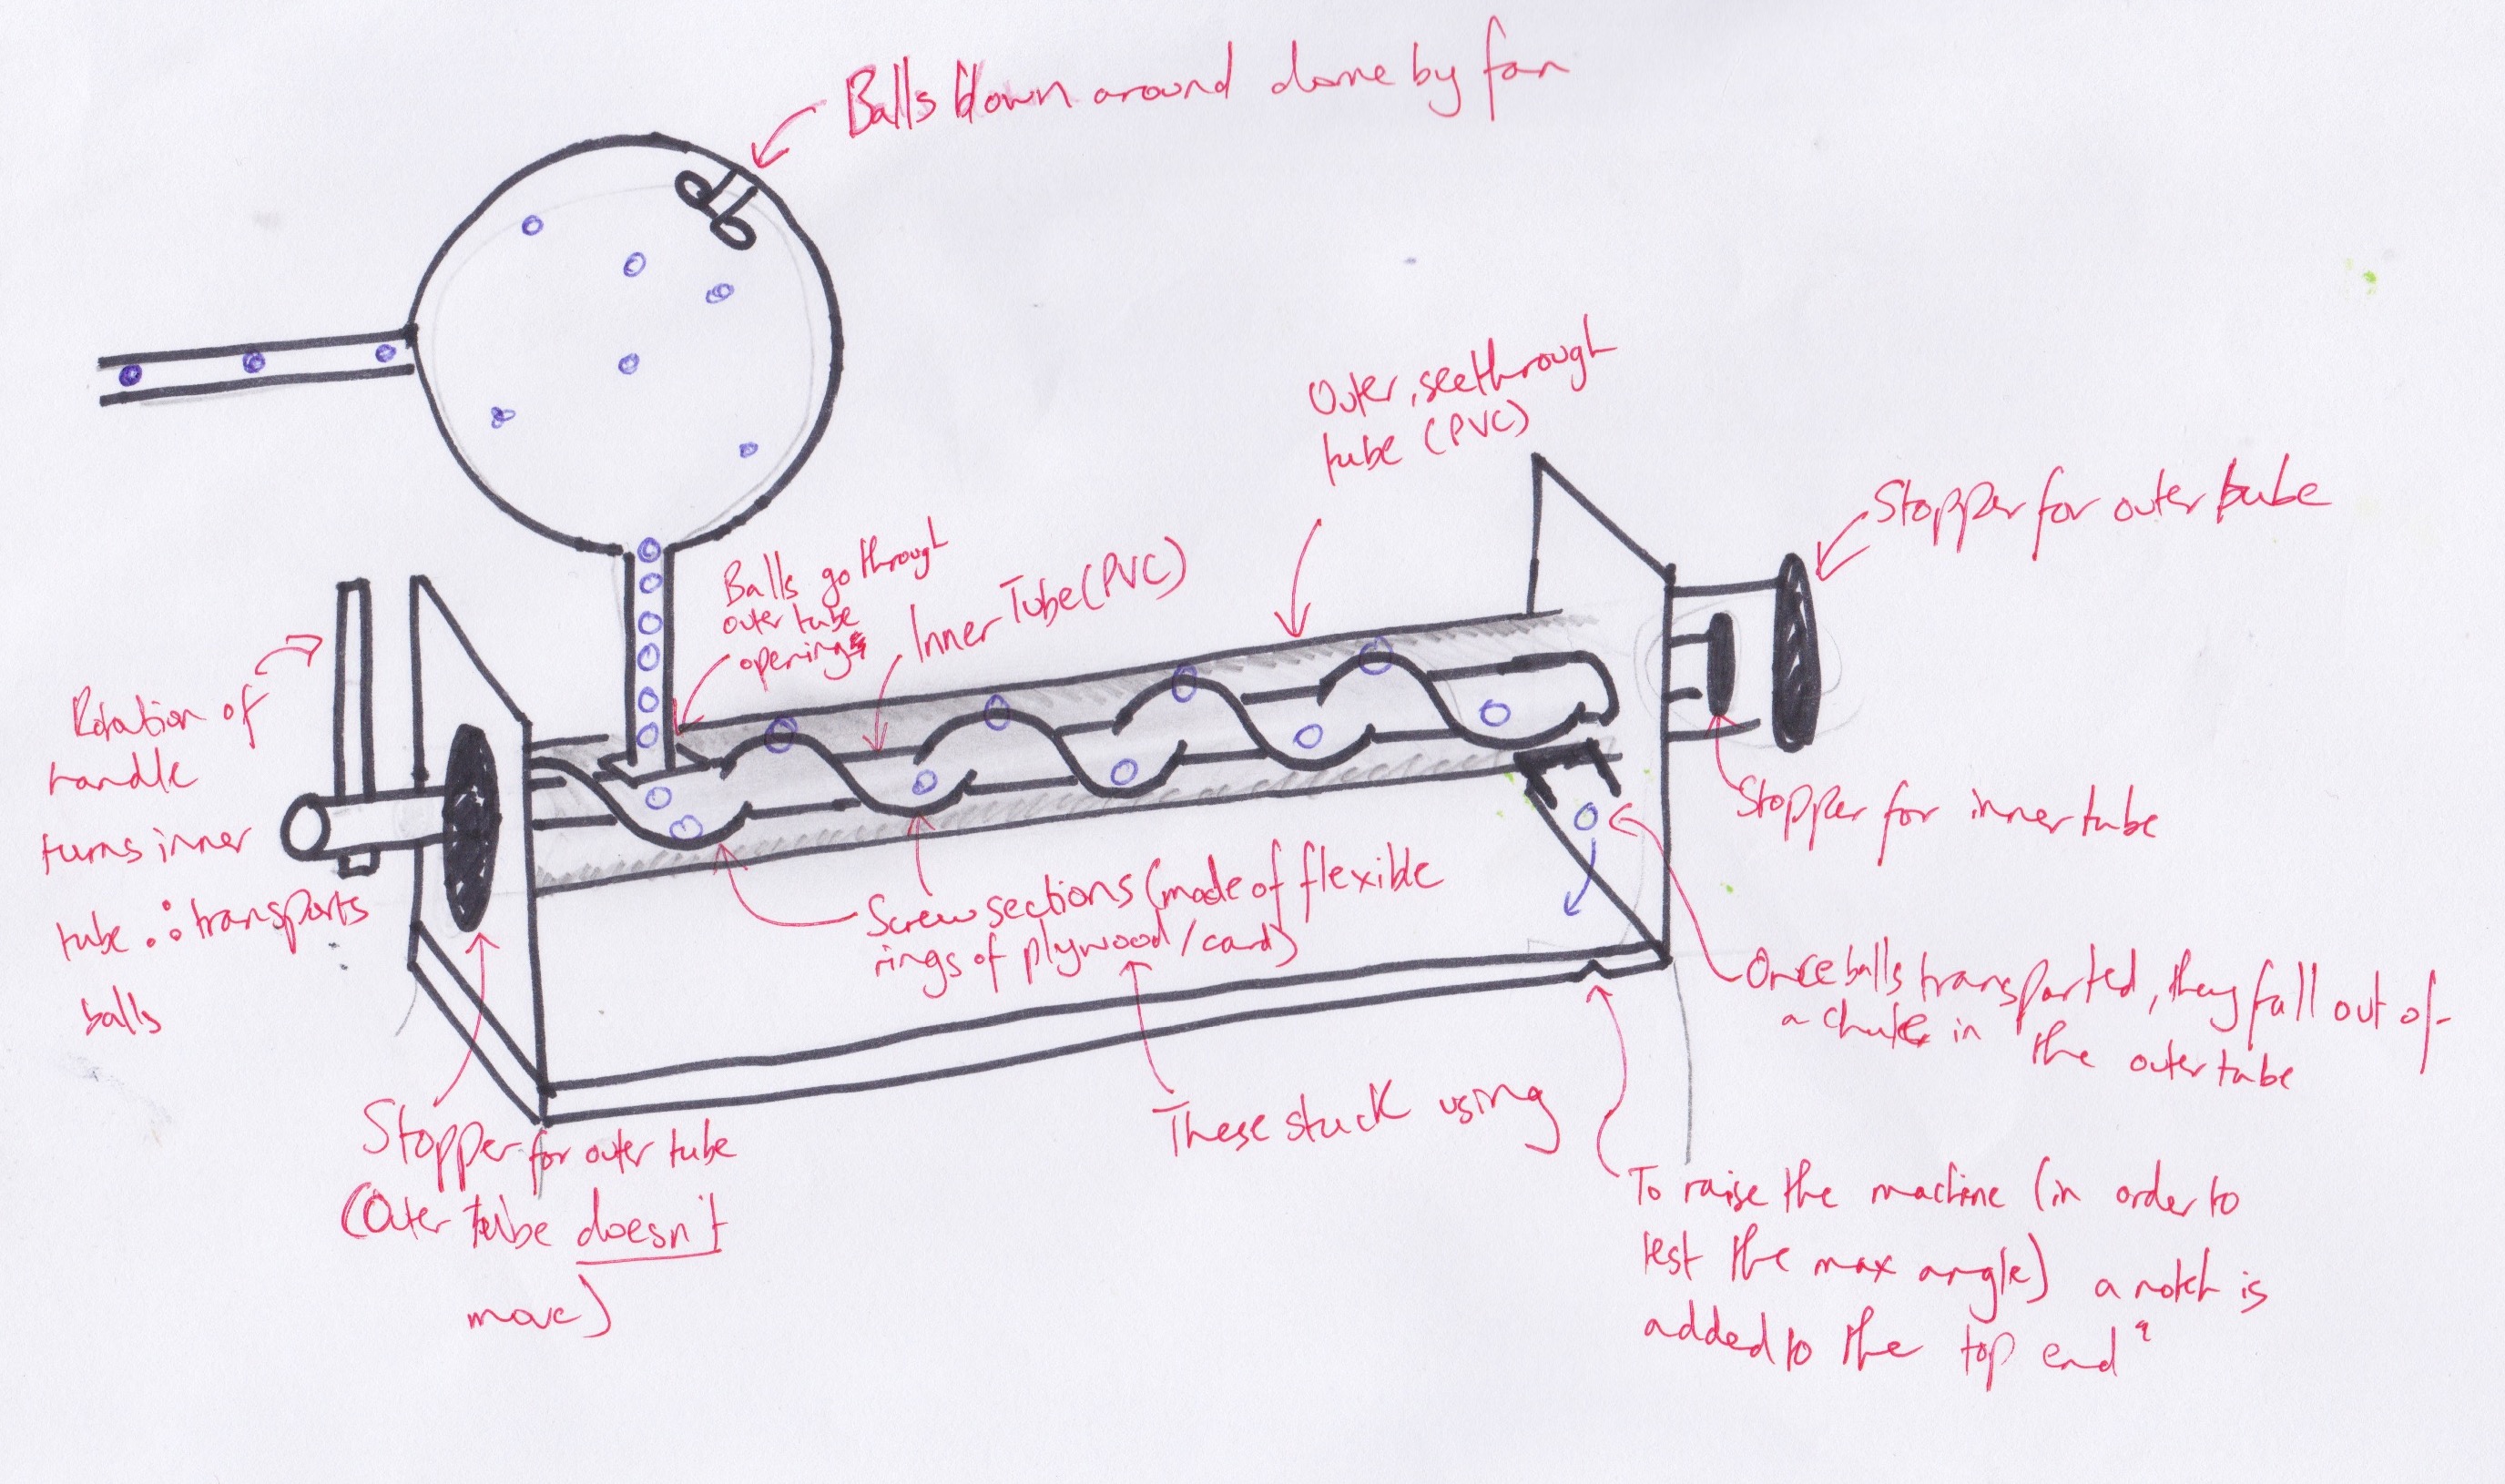 Balls blown around dome by fan
Outer, seethrough
tube (PVC)
Stopper for outer tube
Balls go through
outer tube
opening
Inner Tube (PVC)
Rotation of
handle
turns inner
tube ∴ transports
balls
Stopper for inner tube
Screw sections (made of flexible
rings of plywood/card)
Once balls transported, they fall out of
a chute in the outer tube
These stuck using
Stopper for outer tube
(Outer tube doesn't
move)
To raise the machine (in order to
test the max angle) a notch is
added to the top end